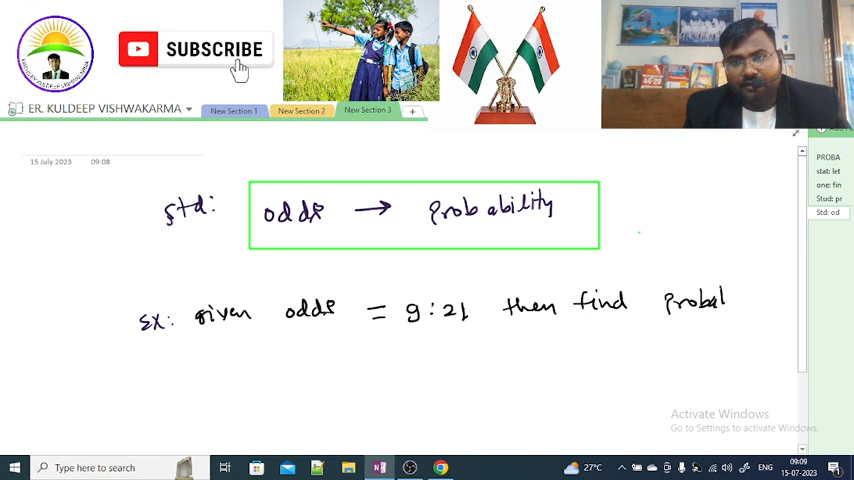 SUBSCRIBE
ER. KULDEEP VISHWAKARMA
New Section 1
New Section 2
New Section 3
+
15 July 2023 09:08
PROBA
stat: let
one: fin
Stud: pr
Std: od
Std: odds → Probability
Ex: given odds = 9:21 then find Probal
Activate Windows
Go to Settings to activate Windows.
Type here to search
27°C
ENG
09:09
15-07-2023